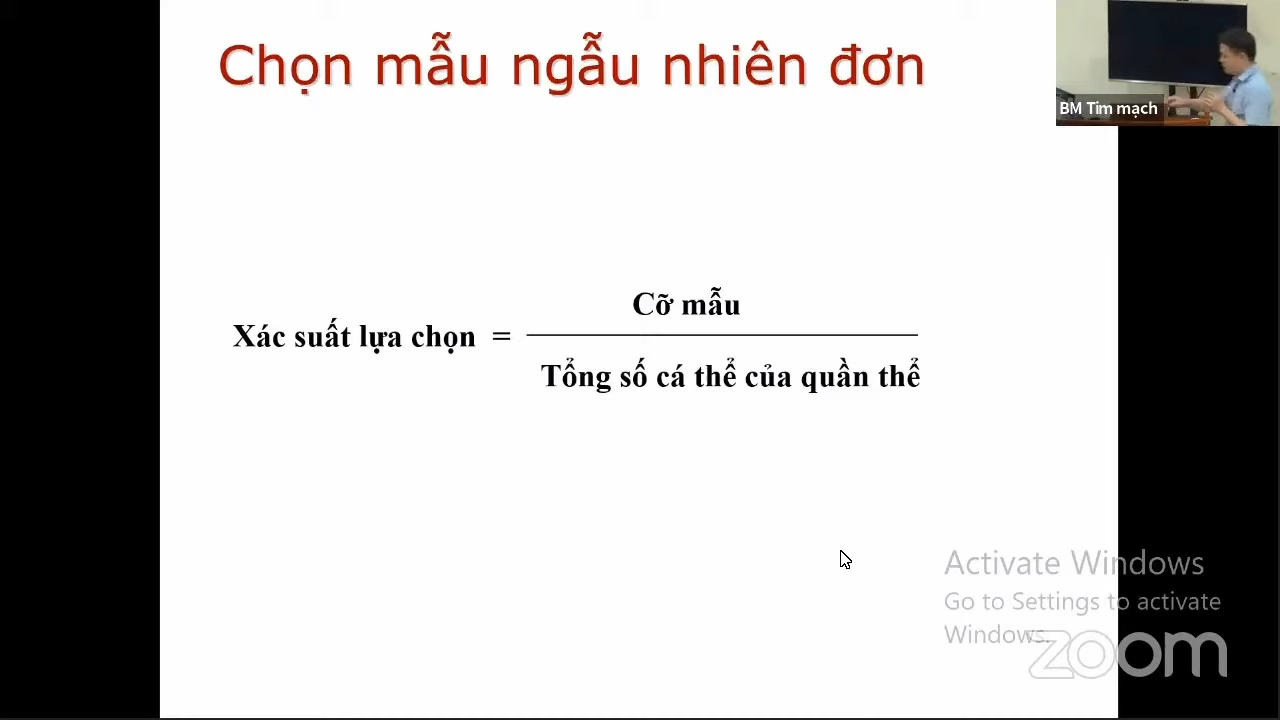 Chọn mẫu ngẫu nhiên đơn
BM Tim mạch
Cỡ mẫu
Xác suất lựa chọn =
Tổng số cá thể của quần thể
Activate Windows
Go to Settings to activate
Windows.
zoom